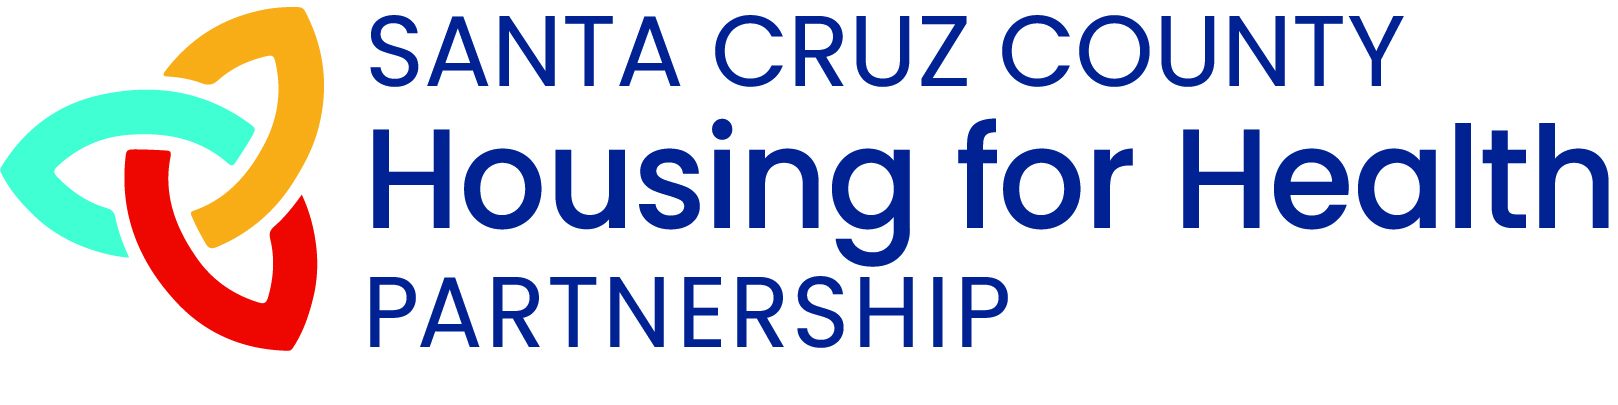 SANTA CRUZ COUNTY
Housing for Health
PARTNERSHIP